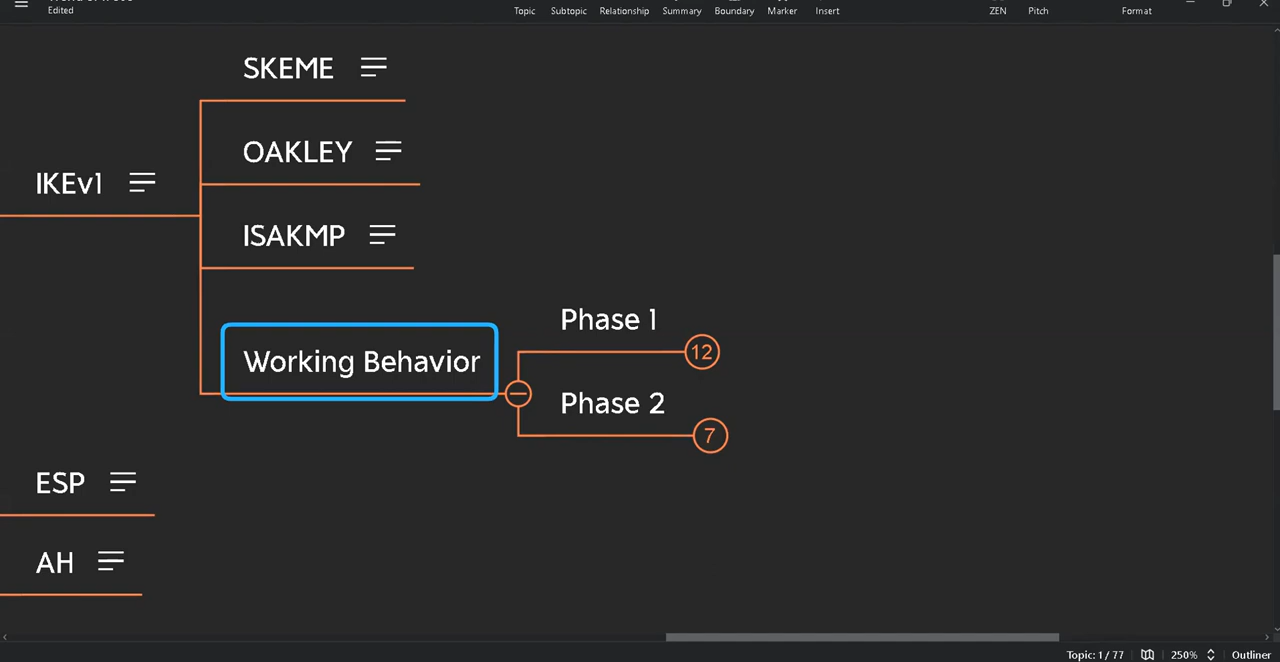 Edited
Topic Subtopic Relationship Summary Boundary Marker Insert ZEN Pitch Format
SKEME
OAKLEY
IKEv1
ISAKMP
Phase 1
12
Working Behavior
Phase 2
7
ESP
AH
Topic: 1 / 77 250% Outliner